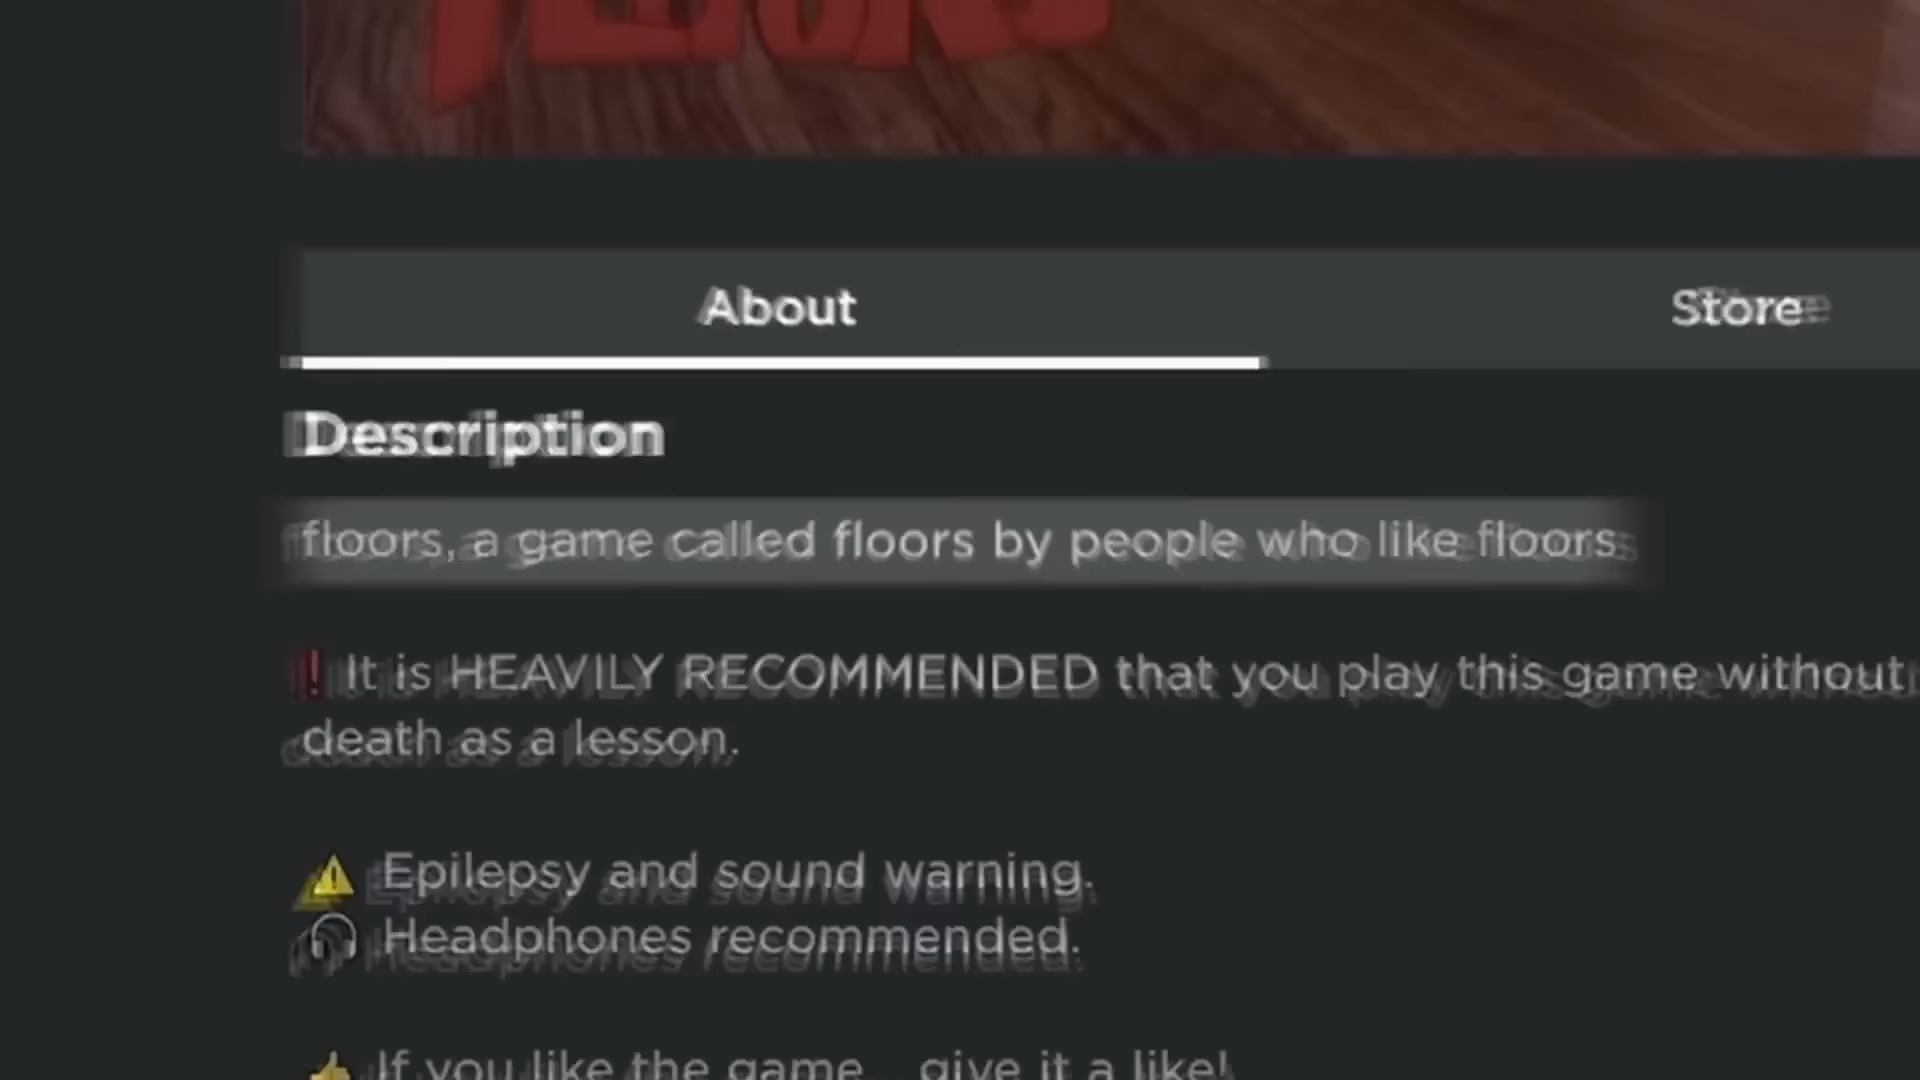 About
Store
Description
floors, a game called floors by people who like floors
❗ It is HEAVILY RECOMMENDED that you play this game without
death as a lesson.
⚠️ Epilepsy and sound warning.
🎧 Headphones recommended.
👍 If you like the game give it a like!